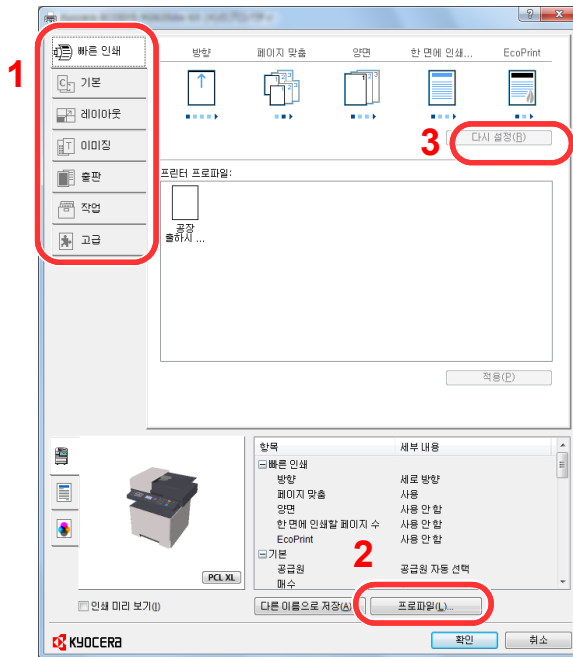 ? X
1
빠른 인쇄
기본
레이아웃
이미징
출판
작업
고급
방향 페이지 맞춤 양면 한 면에 인쇄... EcoPrint
3
다시 설정(R)
프린터 프로파일:
공장
출하시 ...
적용(P)
항목 세부 내용
빠른 인쇄
방향 세로 방향
페이지 맞춤 사용
양면 사용 안 함
한 면에 인쇄할 페이지 수 사용 안 함
EcoPrint 사용 안 함
기본
공급원 공급원 자동 선택
매수
2
PCL XL
인쇄 미리 보기(I)
다른 이름으로 저장(A)
프로파일(L)...
KYOCERA
확인 취소